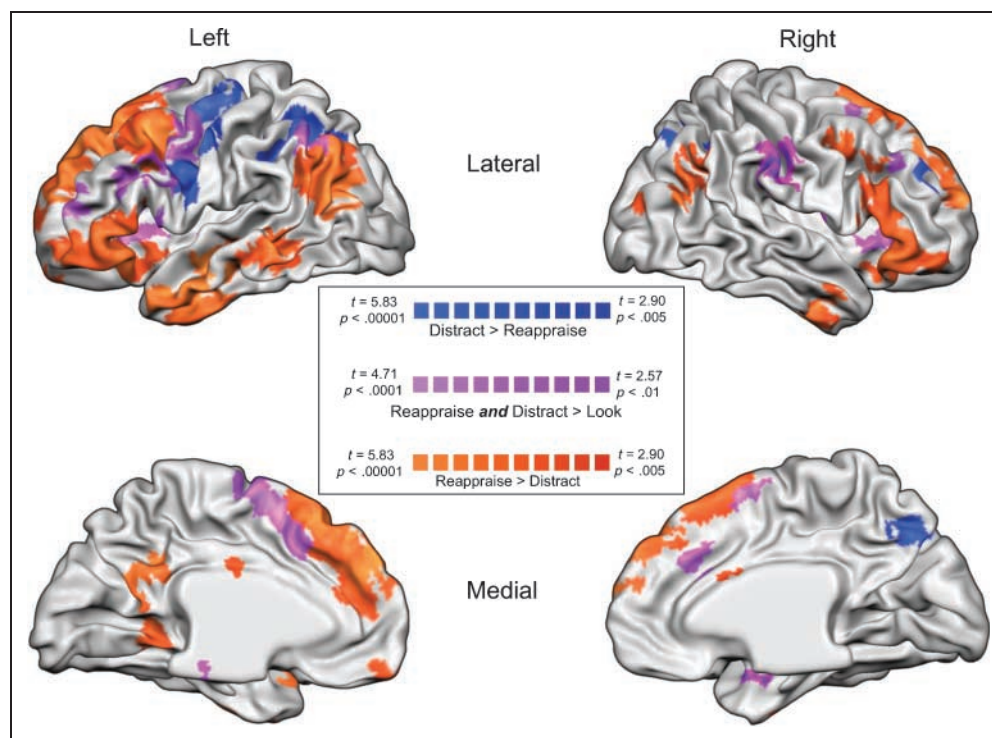 Left
Right
Lateral
t = 5.83
t = 2.90
p < .00001
p < .005
Distract > Reappraise
t = 4.71
t = 2.57
p < .0001
p < .01
Reappraise and Distract > Look
t = 5.83
t = 2.90
p < .00001
p < .005
Reappraise > Distract
Medial